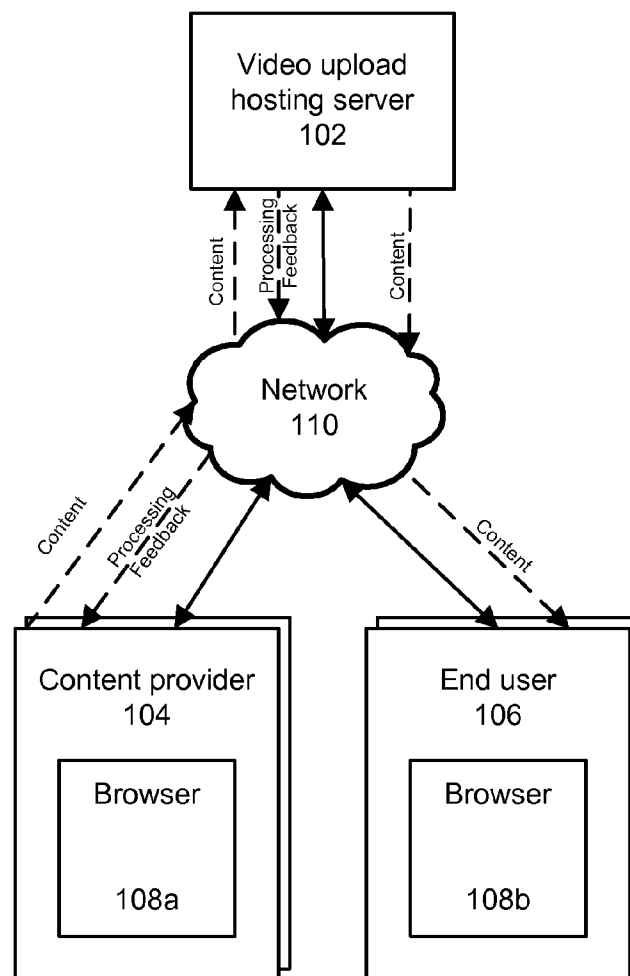 Video upload
hosting server
102
Content
Processing
Feedback
Content
Network
110
Content
Processing
Feedback
Content
Content provider
104
Browser
108a
End user
106
Browser
108b